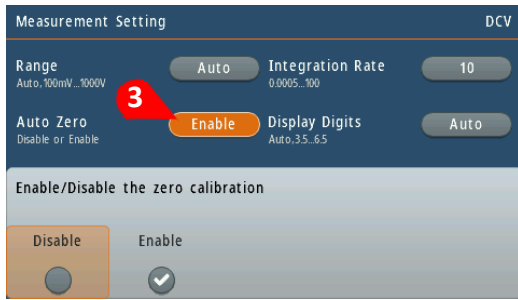 Measurement Setting DCV
Range Auto Integration Rate 10
Auto,100mV...1000V 0.0005...100
3
Auto Zero Enable Display Digits Auto
Disable or Enable Auto,3.5...6.5
Enable/Disable the zero calibration
Disable Enable